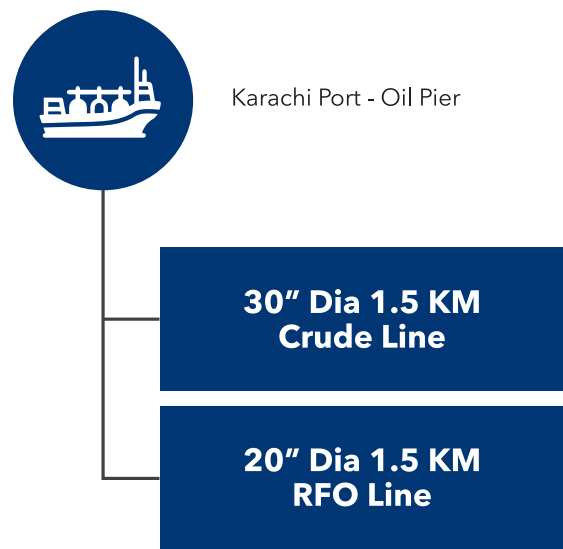 Karachi Port - Oil Pier
30” Dia 1.5 KM
Crude Line
20” Dia 1.5 KM
RFO Line